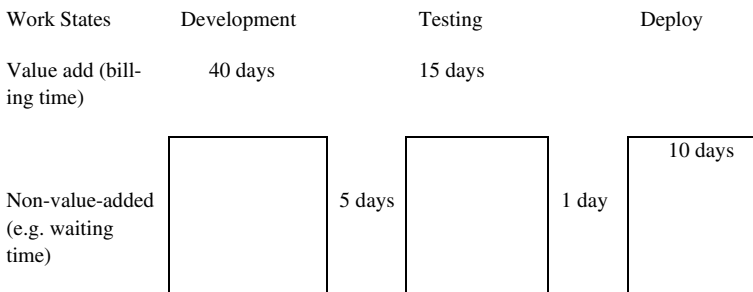 Work States Development Testing Deploy
Value add (bill- 40 days 15 days
ing time)
10 days
Non-value-added 5 days 1 day
(e.g. waiting
time)